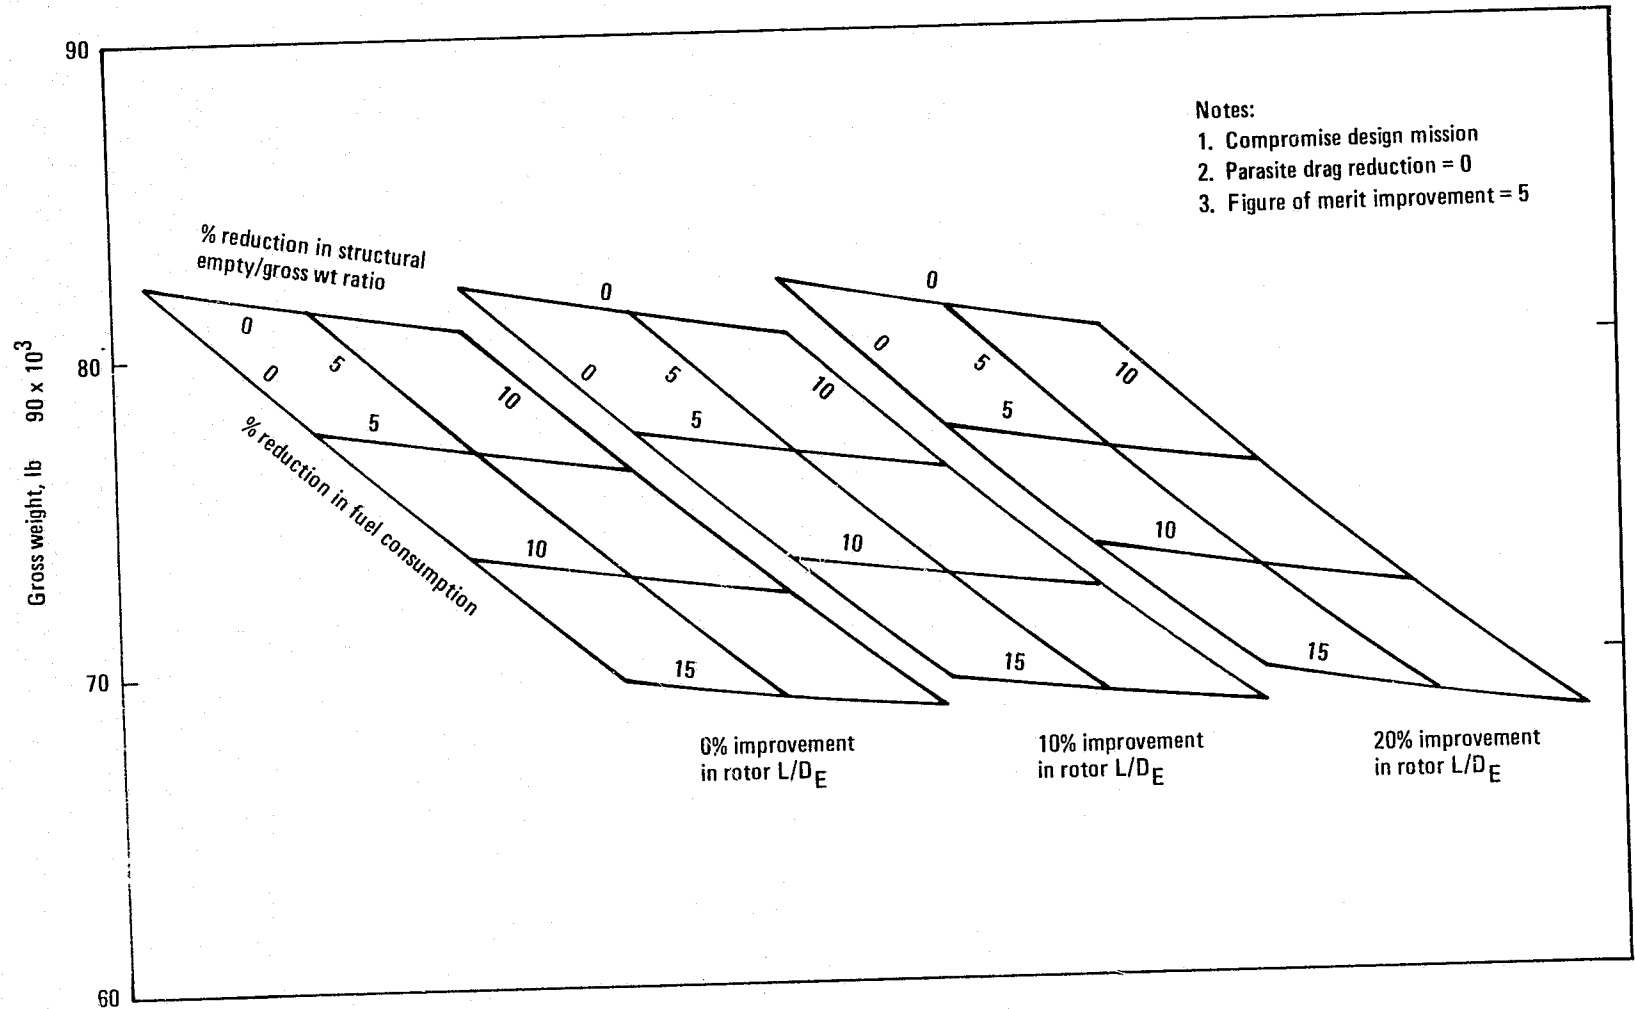 90
Notes:
1. Compromise design mission
2. Parasite drag reduction = 0
3. Figure of merit improvement = 5
% reduction in structural
empty/gross wt ratio
0
0
0
0
5
0
5
0
5
0
10
10
10
80
Gross weight, lb 90 x 10³
5
5
5
% reduction in fuel consumption
10
10
10
15
15
15
70
0% improvement
in rotor L/D_E
10% improvement
in rotor L/D_E
20% improvement
in rotor L/D_E
60